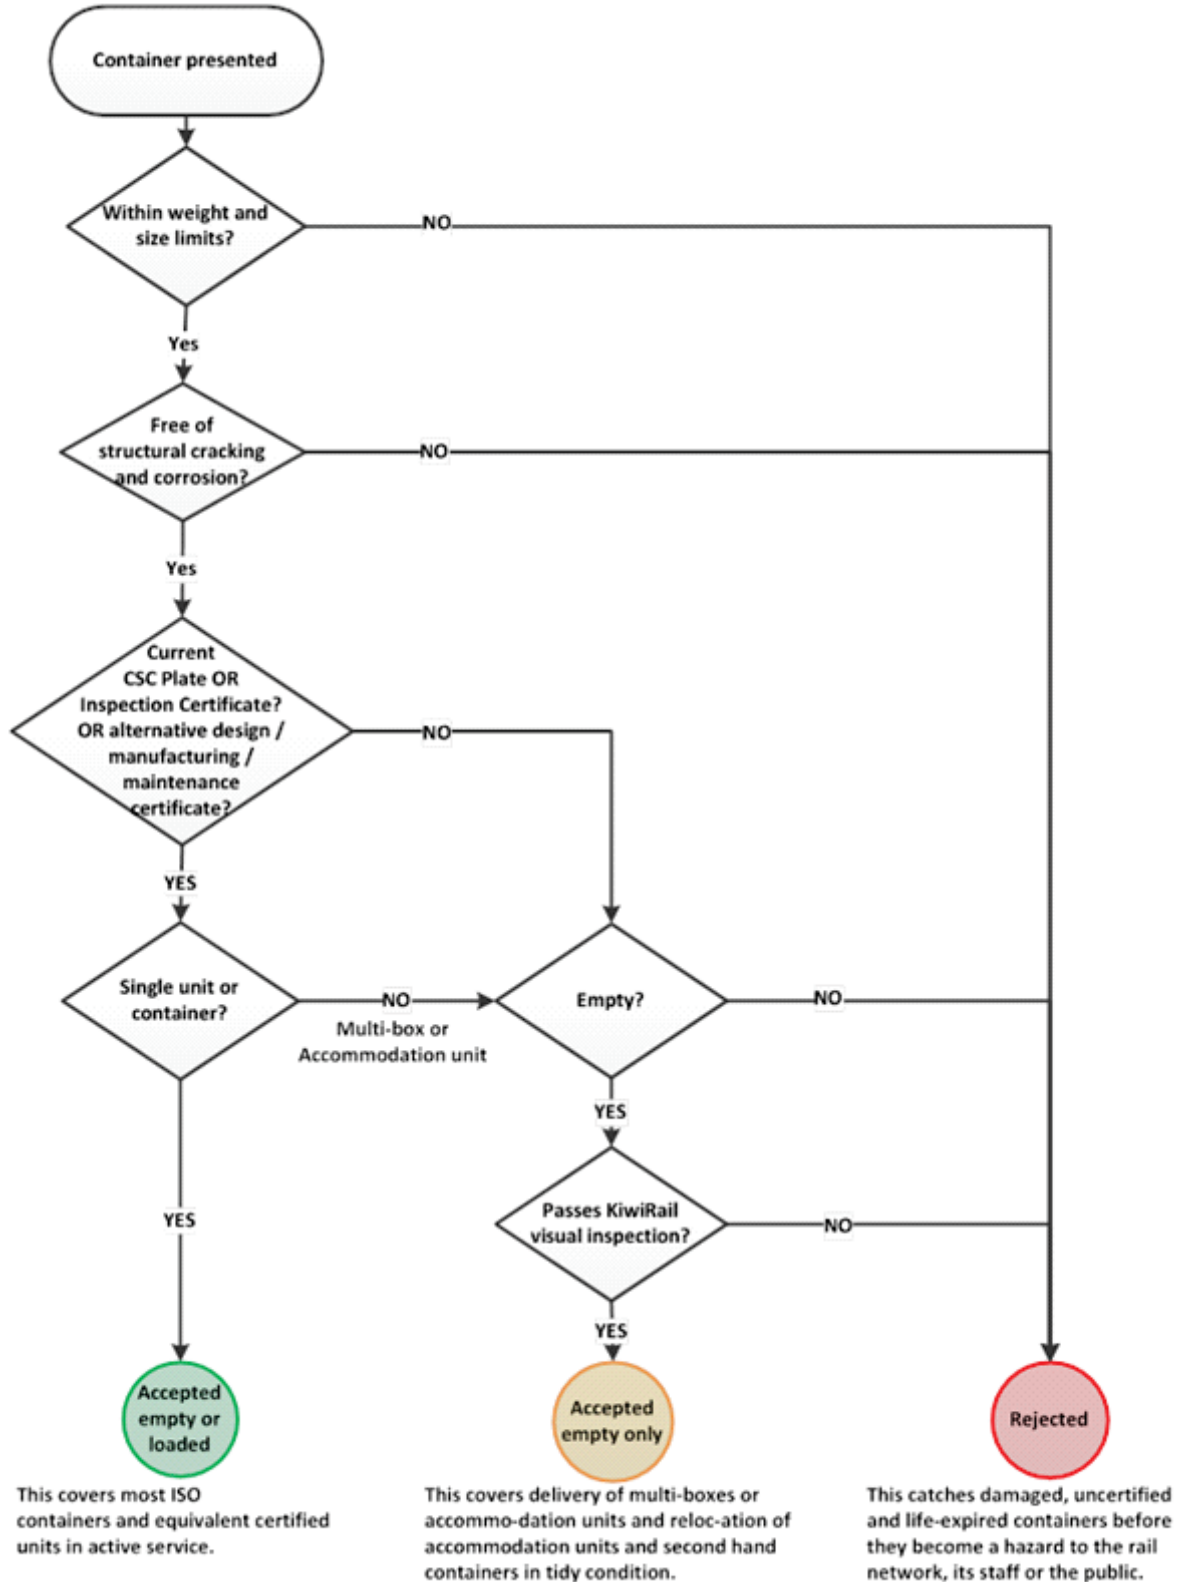 Container presented
Within weight and
size limits?
NO
Yes
Free of
structural cracking
and corrosion?
NO
Yes
Current
CSC Plate OR
Inspection Certificate?
OR alternative design /
manufacturing /
maintenance
certificate?
NO
YES
Single unit or
container?
NO
Multi-box or
Accommodation unit
Empty?
NO
YES
Passes KiwiRail
visual inspection?
NO
YES
YES
Accepted
empty or
loaded
Accepted
empty only
Rejected
This covers most ISO
containers and equivalent certified
units in active service.
This covers delivery of multi-boxes or
accommo-dation units and reloc-ation of
accommodation units and second hand
containers in tidy condition.
This catches damaged, uncertified
and life-expired containers before
they become a hazard to the rail
network, its staff or the public.